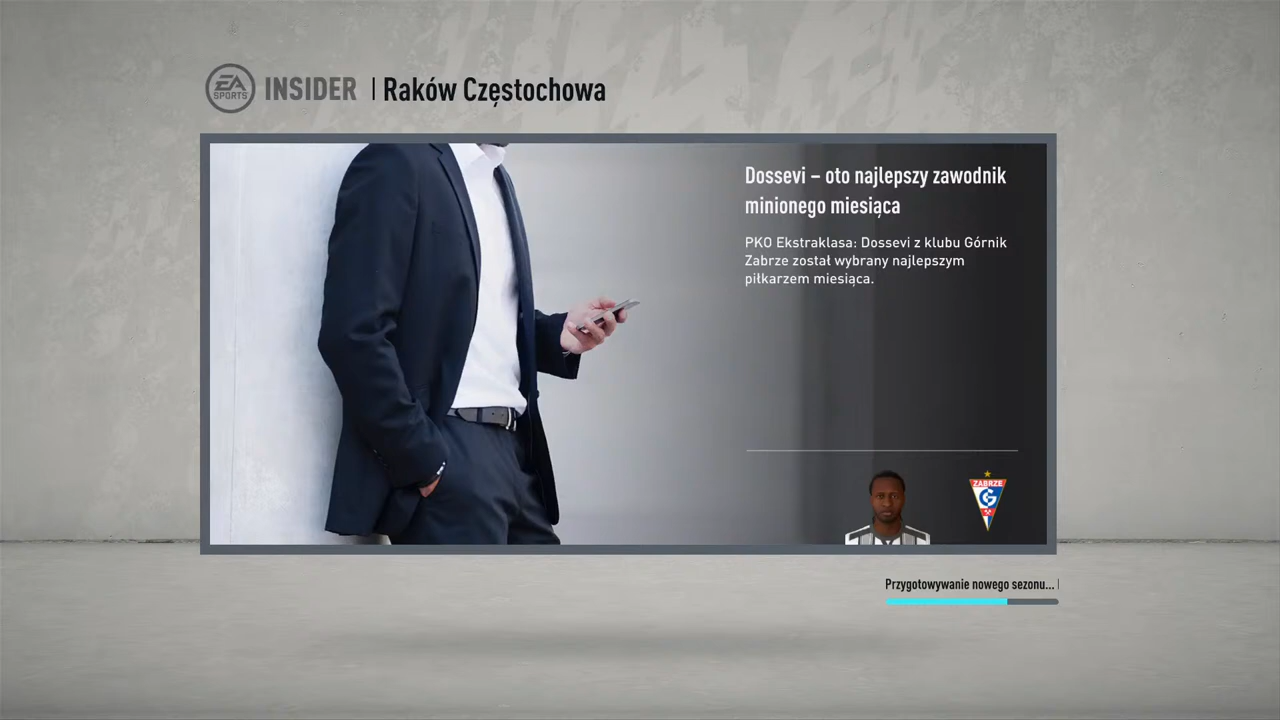 EA SPORTS INSIDER | Raków Częstochowa
Dossevi – oto najlepszy zawodnik
minionego miesiąca
PKO Ekstraklasa: Dossevi z klubu Górnik
Zabrze został wybrany najlepszym
piłkarzem miesiąca.
ZABRZE
G
Przygotowywanie nowego sezonu... |